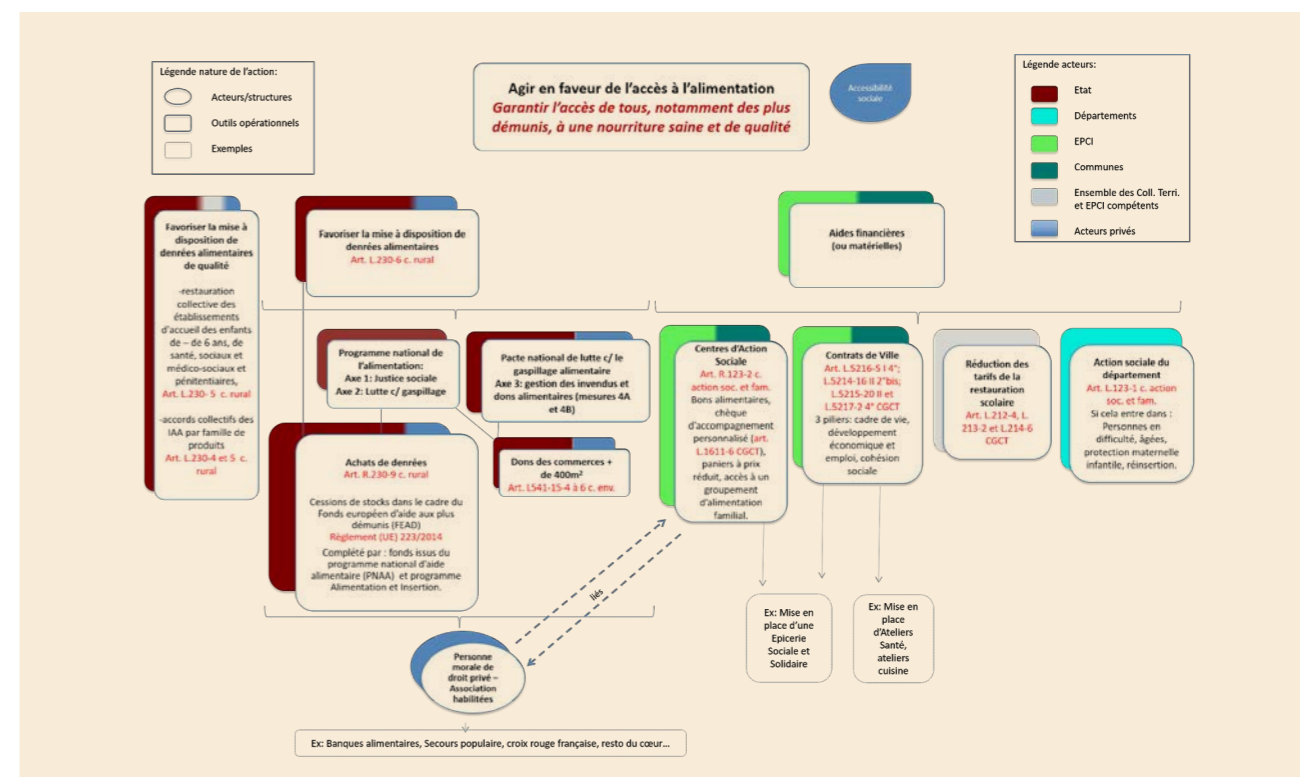 Légende nature de l'action:
Acteurs/structures
Outils opérationnels
Exemples
Agir en faveur de l'accès à l'alimentation
Garantir l'accès de tous, notamment des plus
démunis, à une nourriture saine et de qualité
Accessibilité
sociale
Légende acteurs:
Etat
Départements
EPCI
Communes
Ensemble des Coll. Terri.
et EPCI compétents
Acteurs privés
Favoriser la mise à
disposition de
denrées alimentaires
de qualité
-restauration
collective des
établissements
d'accueil des enfants
de – de 6 ans, de
santé, sociaux et
médico-sociaux et
pénitentiaires,
Art. L.230- 5 c. rural
-accords collectifs des
IAA par famille de
produits
Art. L.230-4 et 5 c.
rural
Favoriser la mise à disposition de
denrées alimentaires
Art. L.230-6 c. rural
Aides financières
(ou matérielles)
Programme national de
l'alimentation:
Axe 1: Justice sociale
Axe 2: Lutte c/ gaspillage
Pacte national de lutte c/ le
gaspillage alimentaire
Axe 3: gestion des invendus et
dons alimentaires (mesures 4A
et 4B)
Achats de denrées
Art. R.230-9 c. rural
Cessions de stocks dans le cadre du
Fonds européen d'aide aux plus
démunis (FEAD)
Règlement (UE) 223/2014
Complété par : fonds issus du
programme national d'aide
alimentaire (PNAA) et programme
Alimentation et Insertion.
Dons des commerces +
de 400m²
Art. L541-15-4 à 6 c. env.
Centres d'Action
Sociale
Art. R.123-2 c.
action soc. et fam.
Bons alimentaires,
chèque
d'accompagnement
personnalisé (art.
L.1611-6 CGCT),
paniers à prix
réduit, accès à un
groupement
d'alimentation
familial.
Contrats de Ville
Art. L.5216-5 I 4°;
L.5214-16 II 2°bis;
L.5215-20 II et
L.5217-2 4° CGCT
3 piliers: cadre de vie,
développement
économique et
emploi, cohésion
sociale
Réduction des
tarifs de la
restauration
scolaire
Art. L.212-4, L.
213-2 et L.214-6
CGCT
Action sociale du
département
Art. L.123-1 c. action
soc. et fam.
Si cela entre dans :
Personnes en
difficulté, âgées,
protection maternelle
infantile, réinsertion.
liés
Ex: Mise en
place d'une
Epicerie
Sociale et
Solidaire
Ex: Mise en
place
d'Ateliers
Santé,
ateliers
cuisine
Personne
morale de
droit privé –
Association
habilitées
Ex: Banques alimentaires, Secours populaire, croix rouge française, resto du cœur…